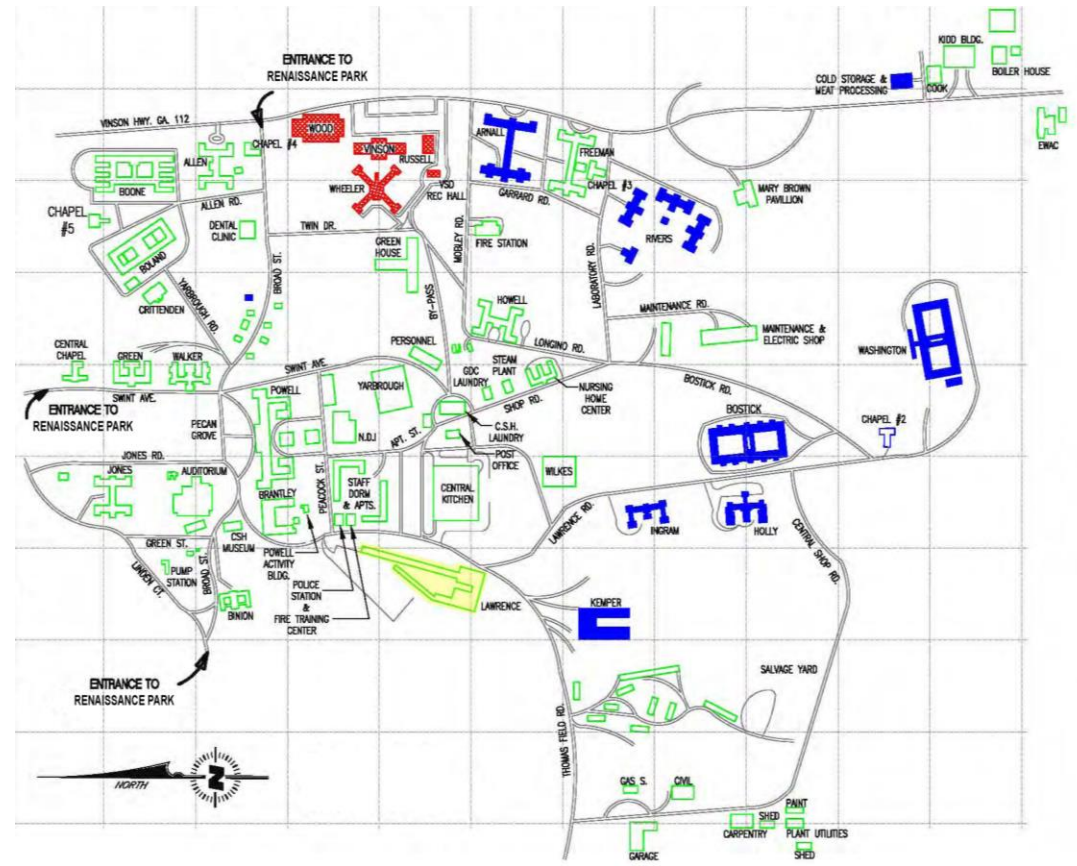 KIDD BLDG.
ENTRANCE TO
RENAISSANCE PARK
COLD STORAGE &
MEAT PROCESSING
COOK
BOILER HOUSE
VINSON HWY. GA. 112
WOOD
ARNALL
EWAC
CHAPEL #4
VINSON
FREEMAN
ALLEN
RUSSELL
BOONE
WHEELER
VSD
REC HALL
CHAPEL #3
MARY BROWN
PAVILION
GARRARD RD.
ALLEN RD.
CHAPEL
#5
DENTAL
CLINIC
TWIN DR.
MOBLEY RD.
FIRE STATION
RIVERS
GREEN
HOUSE
BOLAND
BROAD ST.
LABORATORY RD.
CRITTENDEN
YARBROUGH RD.
BY-PASS
HOWELL
MAINTENANCE RD.
MAINTENANCE &
ELECTRIC SHOP
CENTRAL
CHAPEL
GREEN
WALKER
PERSONNEL
LONGINO RD.
WASHINGTON
SWINT AVE.
STEAM
PLANT
GDC
LAUNDRY
SWINT AVE.
POWELL
YARBROUGH
NURSING
HOME
CENTER
BOSTICK RD.
ENTRANCE TO
RENAISSANCE PARK
SHOP RD.
BOSTICK
CHAPEL #2
PECAN
GROVE
N.D.I
APT. ST.
C.S.H.
LAUNDRY
POST
OFFICE
JONES RD.
JONES
AUDITORIUM
PEACOCK ST.
STAFF
DORM
& APTS.
CENTRAL
KITCHEN
WILKES
BRANTLEY
LAWRENCE RD.
INGRAM
HOLLY
CENTRAL SHOP RD.
GREEN ST.
CSH
MUSEUM
POWELL
ACTIVITY
BLDG.
PUMP
STATION
LINDEN CT.
BROAD ST
POLICE
STATION
&
FIRE TRAINING
CENTER
LAWRENCE
KEMPER
BINION
ENTRANCE TO
RENAISSANCE PARK
SALVAGE YARD
THOMAS FIELD RD.
NORTH
N
GAS S.
CIVIL
PAINT
SHED
CARPENTRY
PLANT UTILITIES
GARAGE
SHED